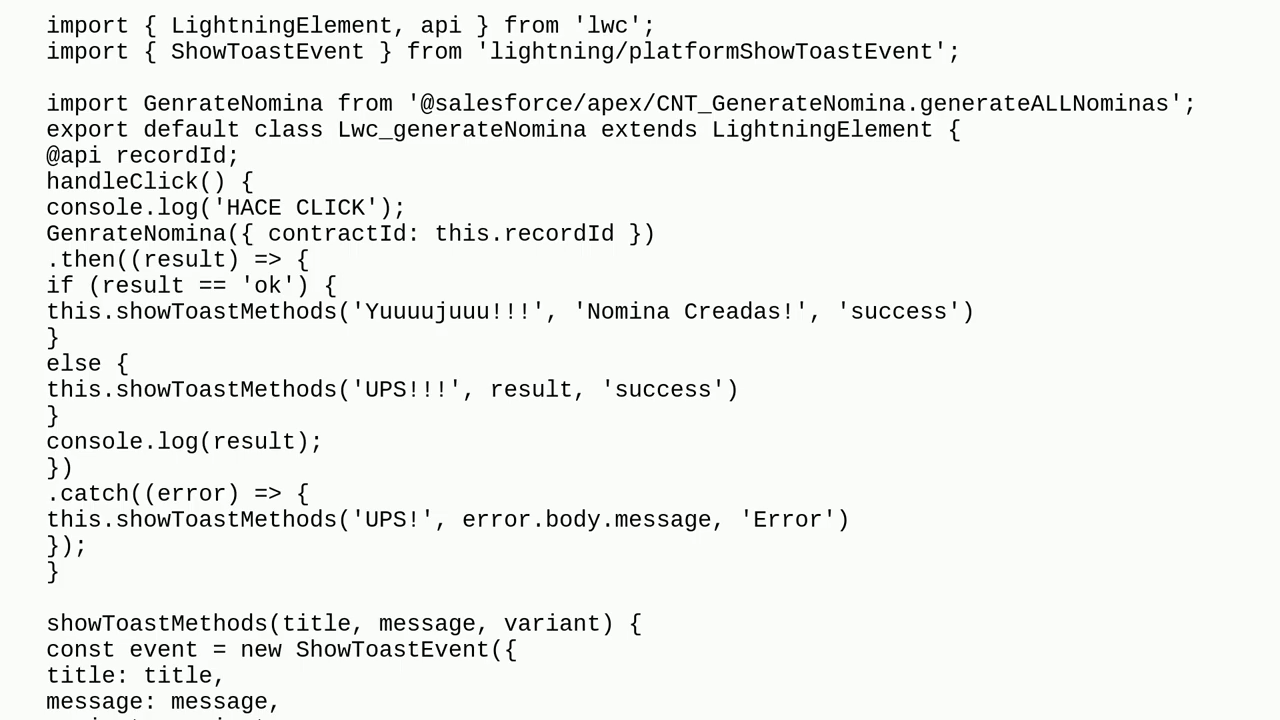 import { LightningElement, api } from 'lwc';
import { ShowToastEvent } from 'lightning/platformShowToastEvent';
import GenrateNomina from '@salesforce/apex/CNT_GenerateNomina.generateALLNominas';
export default class Lwc_generateNomina extends LightningElement {
@api recordId;
handleClick() {
console.log('HACE CLICK');
GenrateNomina({ contractId: this.recordId })
.then((result) => {
if (result == 'ok') {
this.showToastMethods('Yuuuujuuu!!!', 'Nomina Creadas!', 'success')
}
else {
this.showToastMethods('UPS!!!', result, 'success')
}
console.log(result);
})
.catch((error) => {
this.showToastMethods('UPS!', error.body.message, 'Error')
});
}
showToastMethods(title, message, variant) {
const event = new ShowToastEvent({
title: title,
message: message,